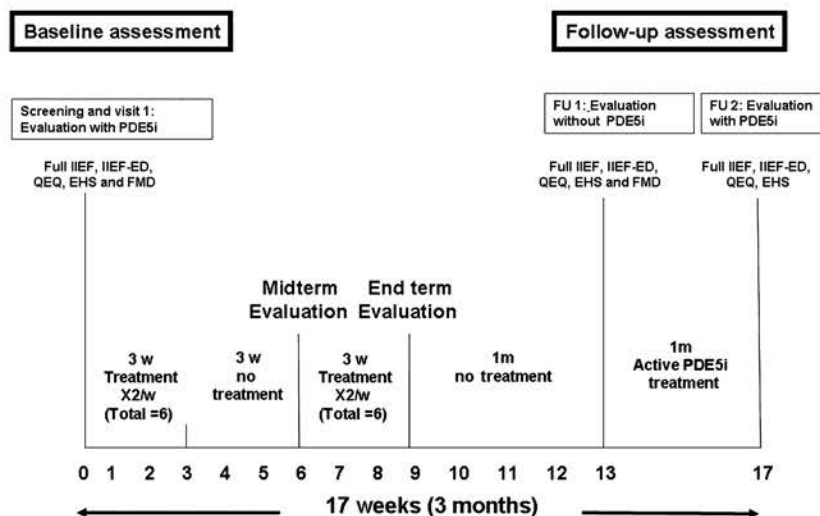 Baseline assessment
Follow-up assessment
Screening and visit 1:
Evaluation with PDE5i
FU 1: Evaluation
without PDE5i
FU 2: Evaluation
with PDE5i
Full IIEF, IIEF-ED,
QEQ, EHS and FMD
Full IIEF, IIEF-ED,
QEQ, EHS and FMD
Full IIEF, IIEF-ED,
QEQ, EHS
Midterm
Evaluation
End term
Evaluation
3 w
Treatment
X2/w
(Total =6)
3 w
no
treatment
3 w
Treatment
X2/w
(Total =6)
1m
no treatment
1m
Active PDE5i
treatment
0 1 2 3 4 5 6 7 8 9 10 11 12 13 17
17 weeks (3 months)